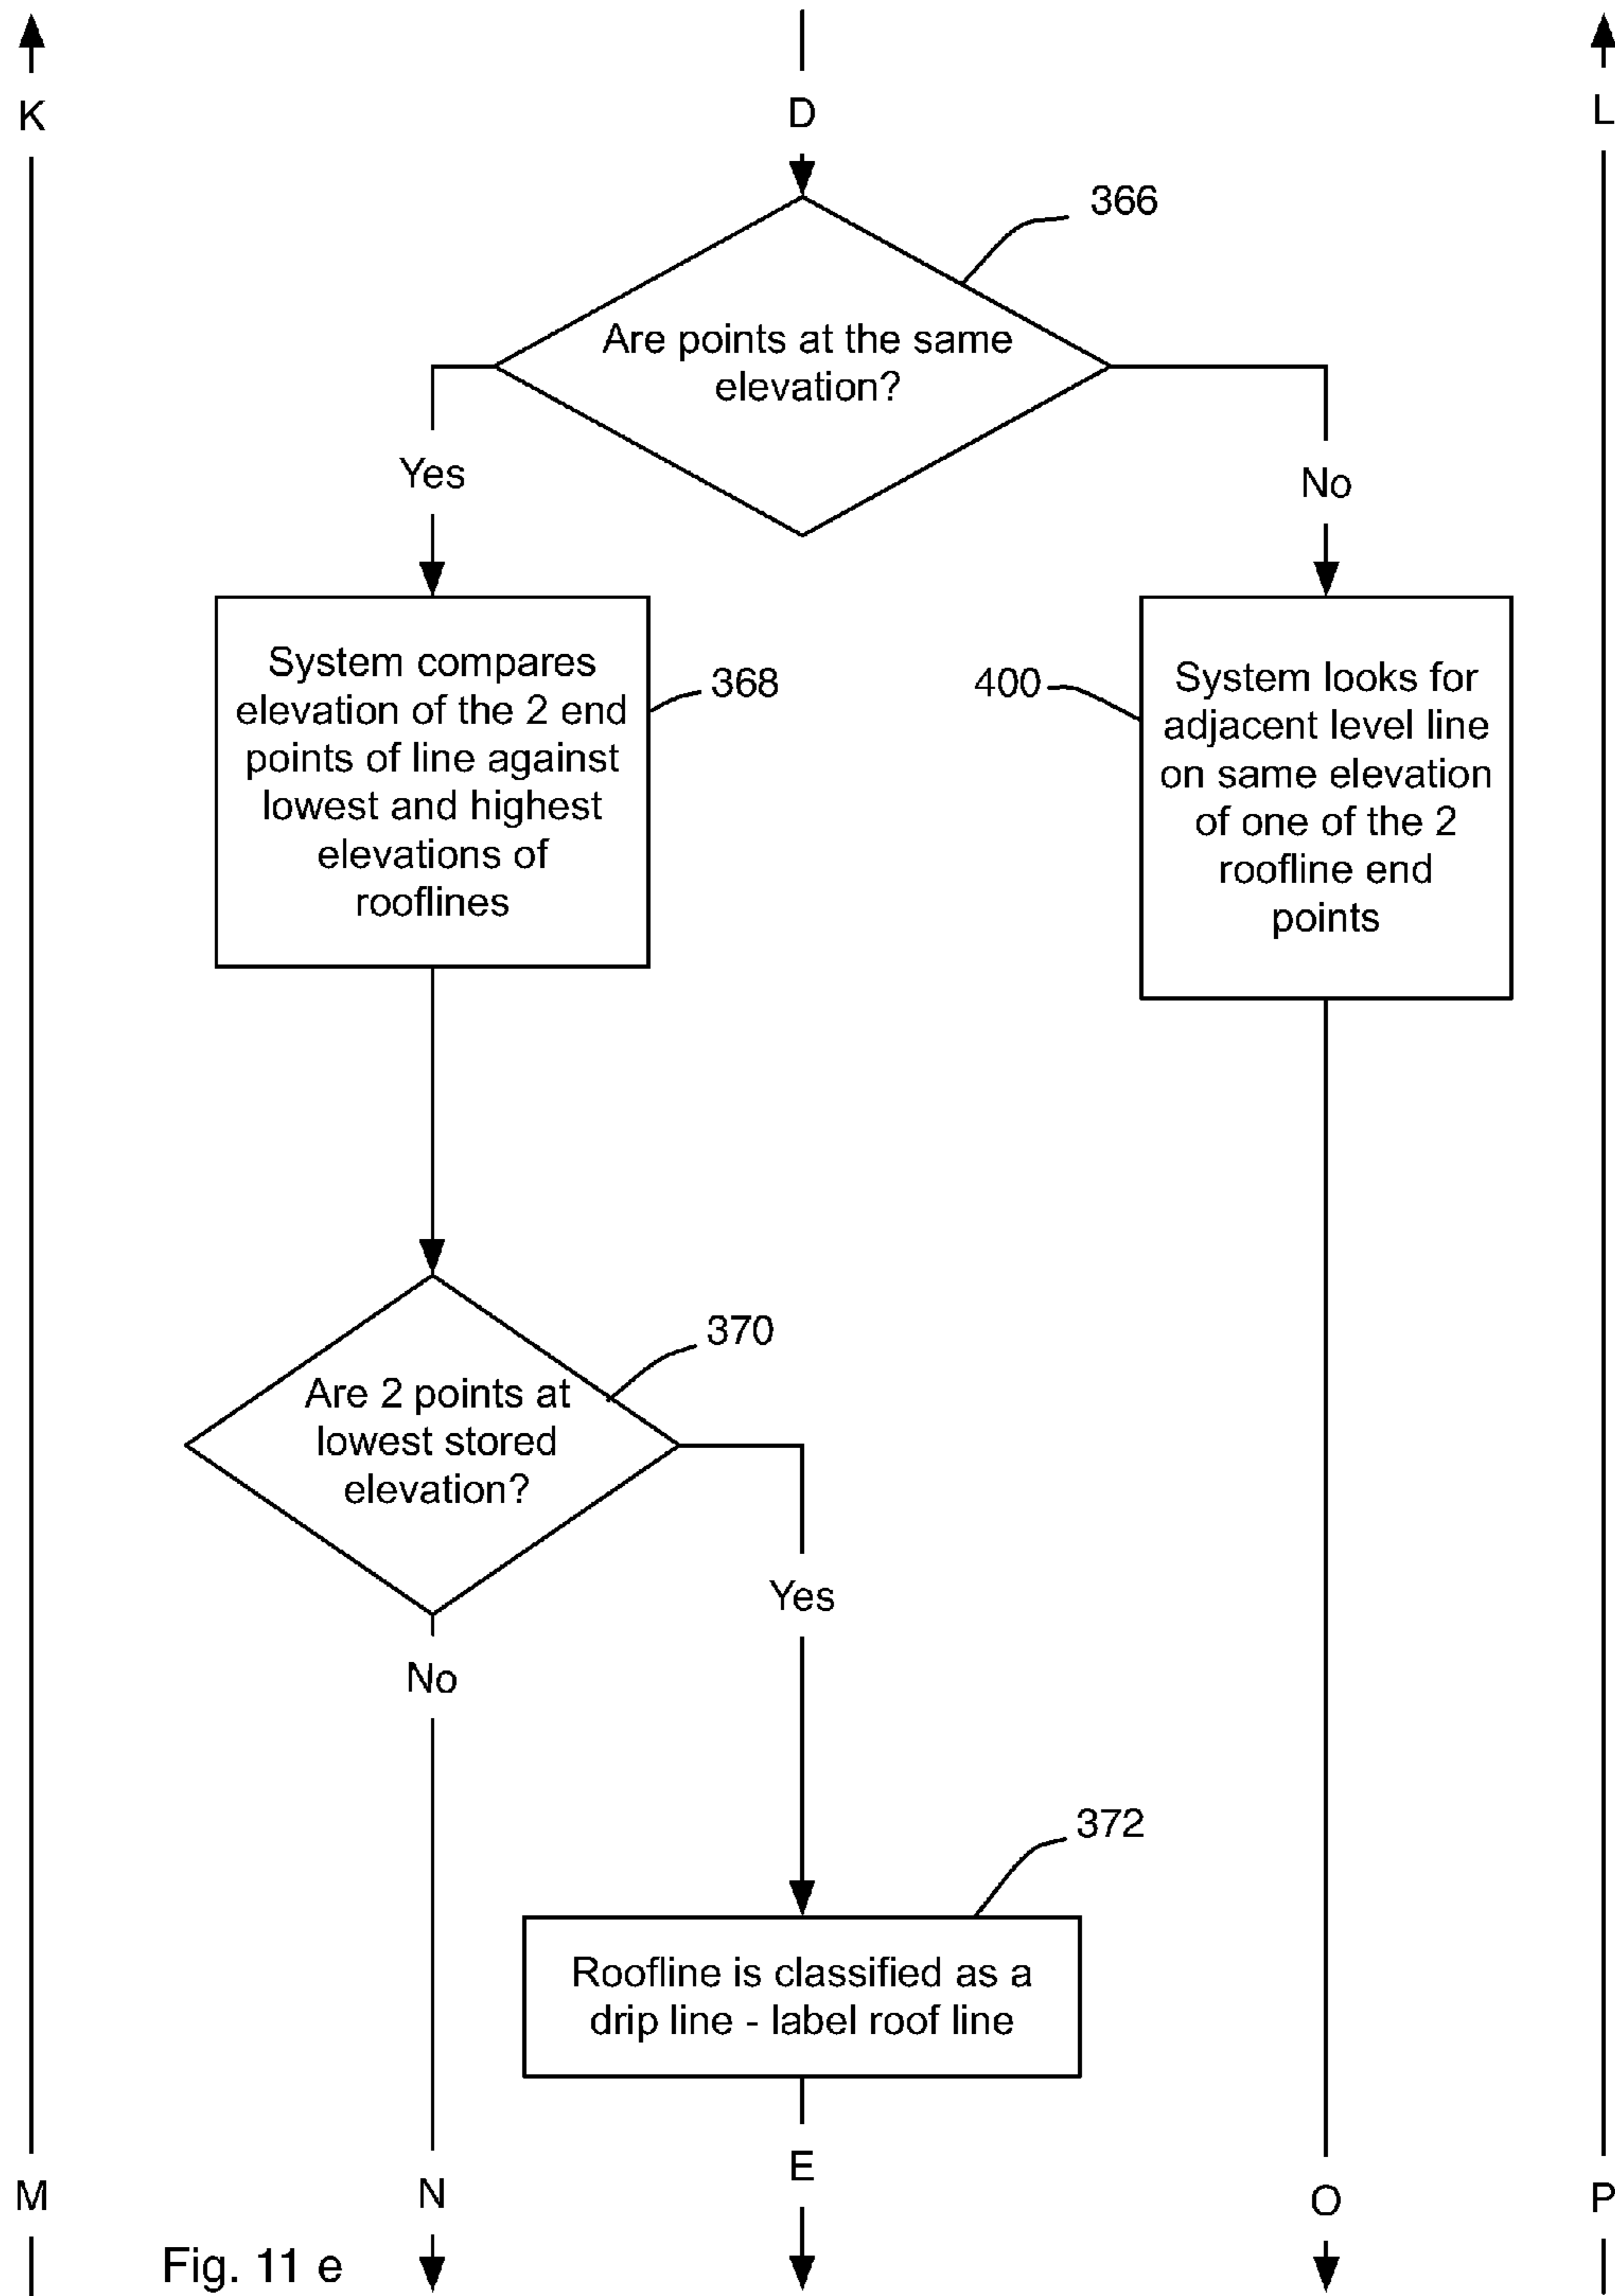 K
D
L
366
Are points at the same
elevation?
Yes
No
System compares
elevation of the 2 end
points of line against
lowest and highest
elevations of
rooflines
368
400
System looks for
adjacent level line
on same elevation
of one of the 2
roofline end
points
370
Are 2 points at
lowest stored
elevation?
Yes
No
372
Roofline is classified as a
drip line - label roof line
M
N
E
O
P
Fig. 11 e